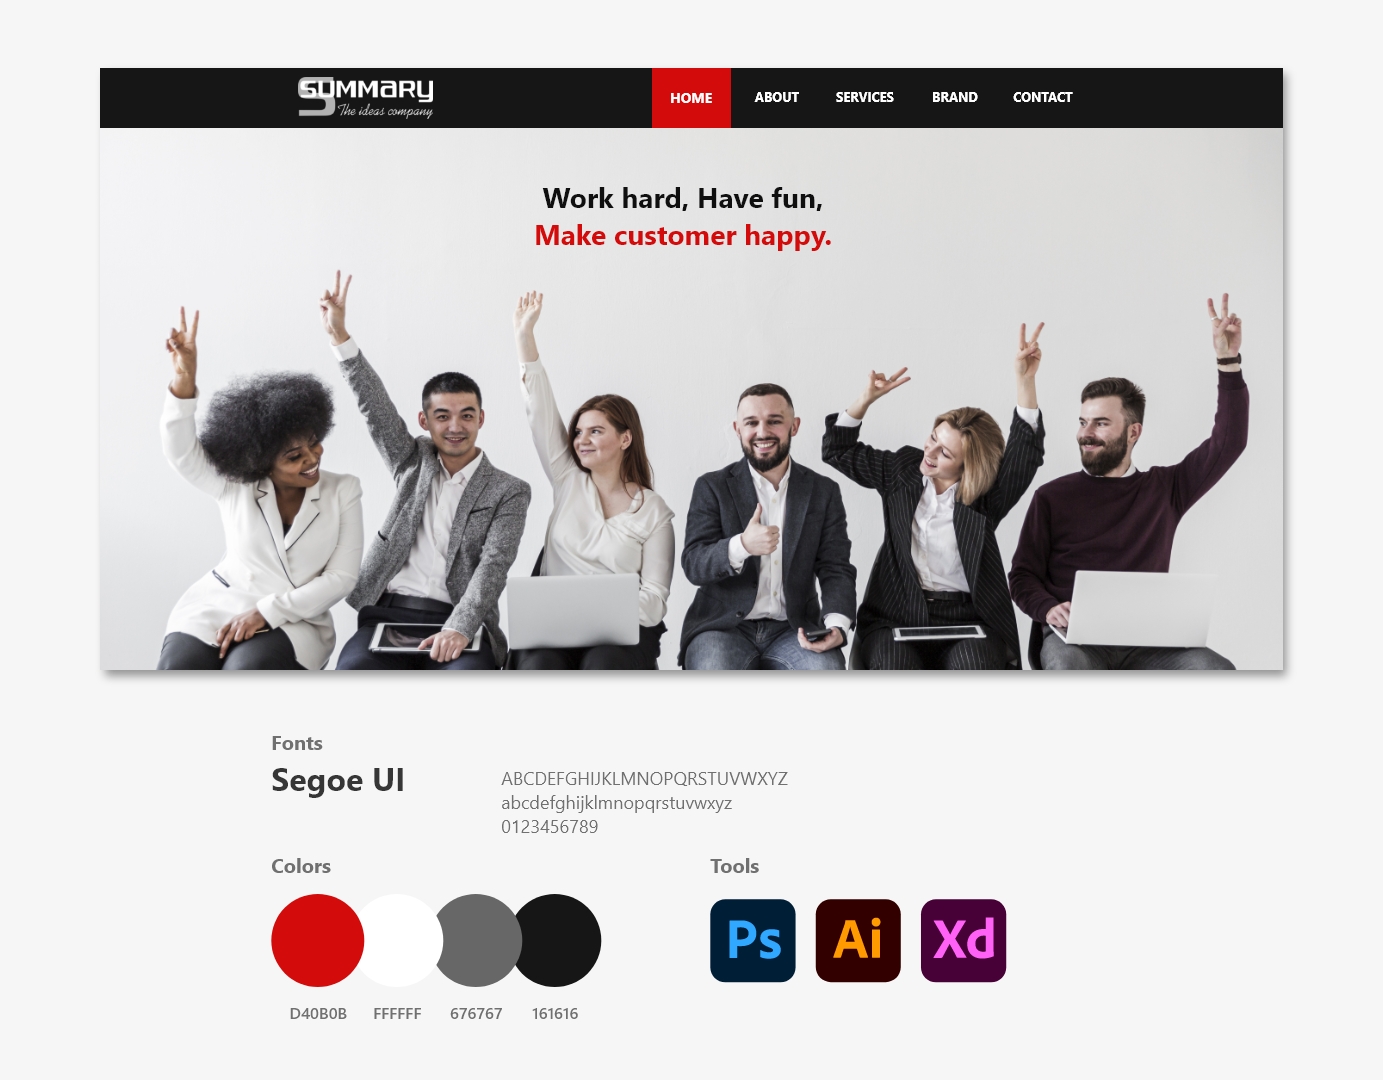 SUMMARY
The ideas company
HOME ABOUT SERVICES BRAND CONTACT
Work hard, Have fun,
Make customer happy.
Fonts
Segoe UI
ABCDEFGHIJKLMNOPQRSTUVWXYZ
abcdefghijklmnopqrstuvwxyz
0123456789
Colors
D40B0B FFFFFF 676767 161616
Tools
Ps Ai Xd